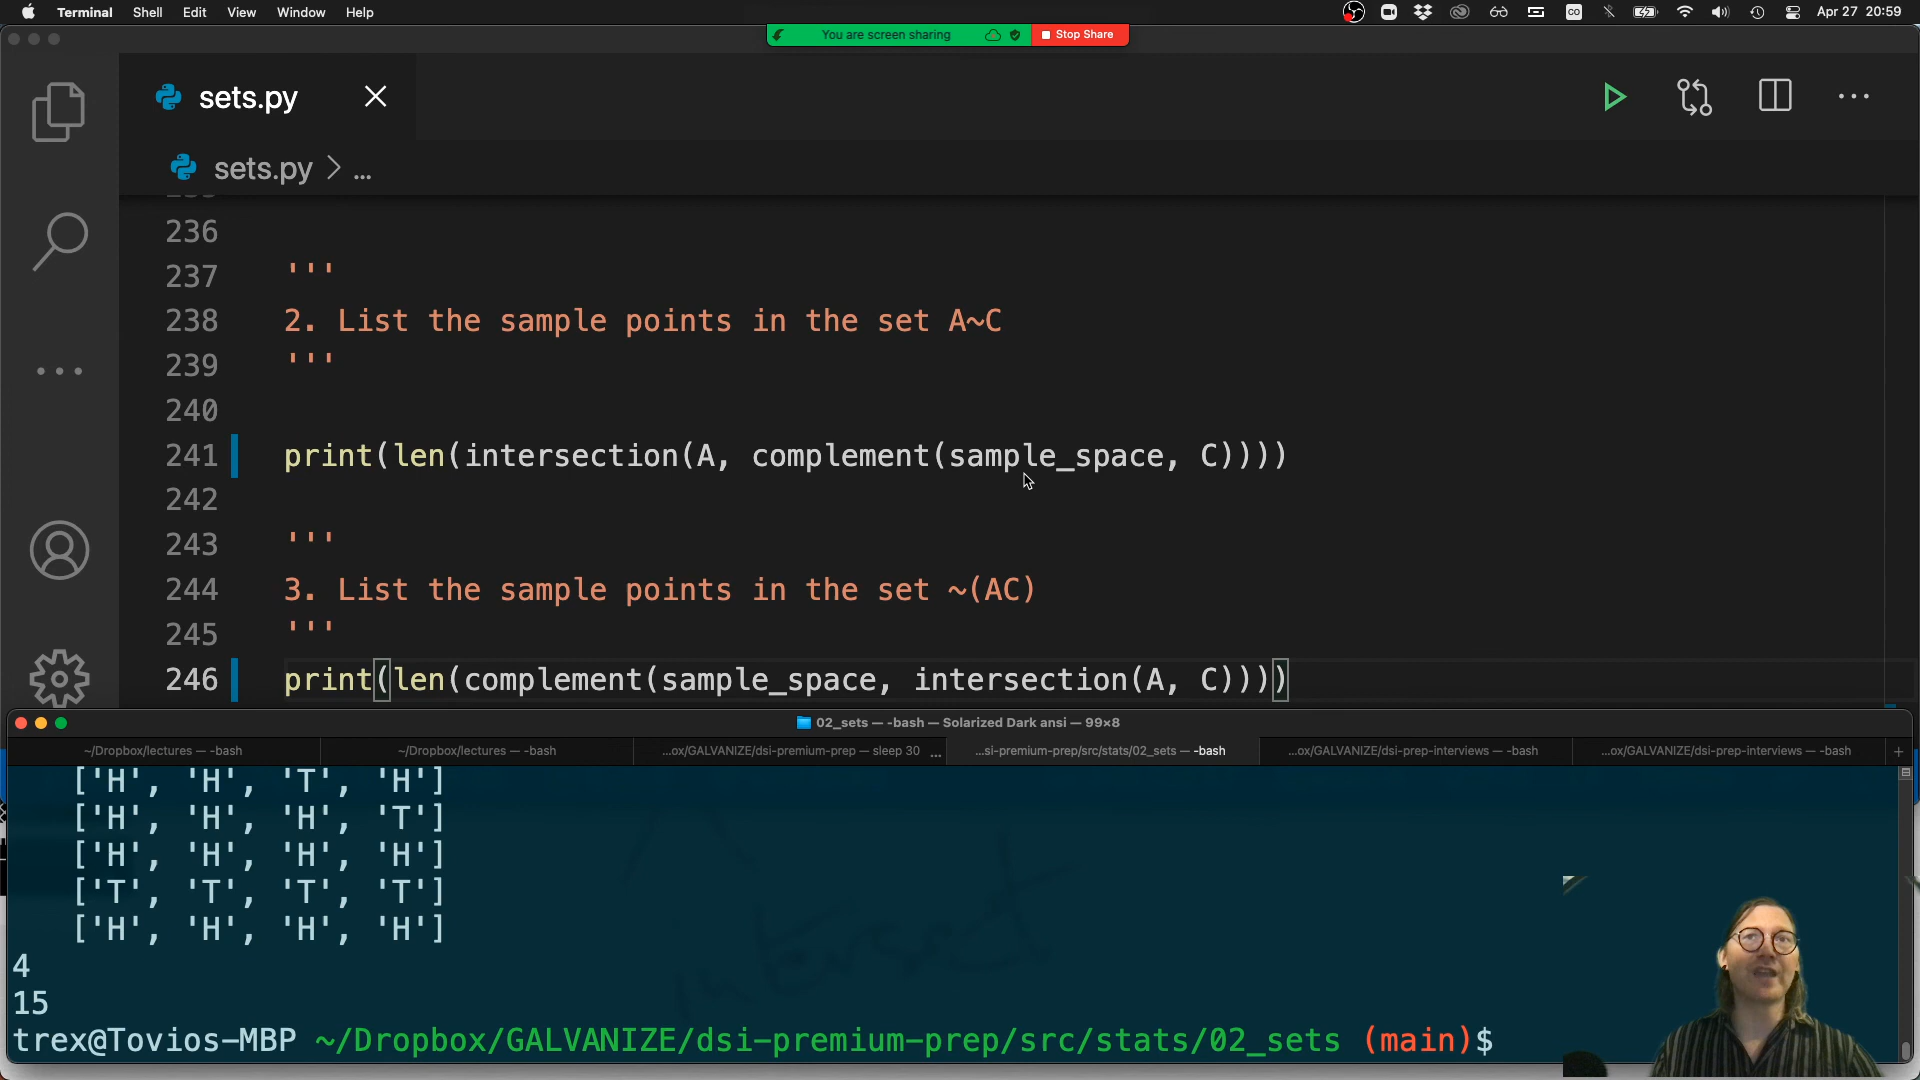 Terminal Shell Edit View Window Help
Apr 27 20:59
You are screen sharing Stop Share
sets.py
sets.py > ...
236
237 '''
238 2. List the sample points in the set A~C
239 '''
240
241 print(len(intersection(A, complement(sample_space, C))))
242
243 '''
244 3. List the sample points in the set ~(AC)
245 '''
246 print(len(complement(sample_space, intersection(A, C))))
02_sets — -bash — Solarized Dark ansi — 99×8
~/Dropbox/lectures — -bash ~/Dropbox/lectures — -bash ...ox/GALVANIZE/dsi-premium-prep — sleep 30 ... ...si-premium-prep/src/stats/02_sets — -bash ...ox/GALVANIZE/dsi-prep-interviews — -bash ...ox/GALVANIZE/dsi-prep-interviews — -bash +
['H', 'H', 'T', 'H']
['H', 'H', 'H', 'T']
['H', 'H', 'H', 'H']
['T', 'T', 'T', 'T']
['H', 'H', 'H', 'H']
4
15
trex@Tovios-MBP ~/Dropbox/GALVANIZE/dsi-premium-prep/src/stats/02_sets (main)$